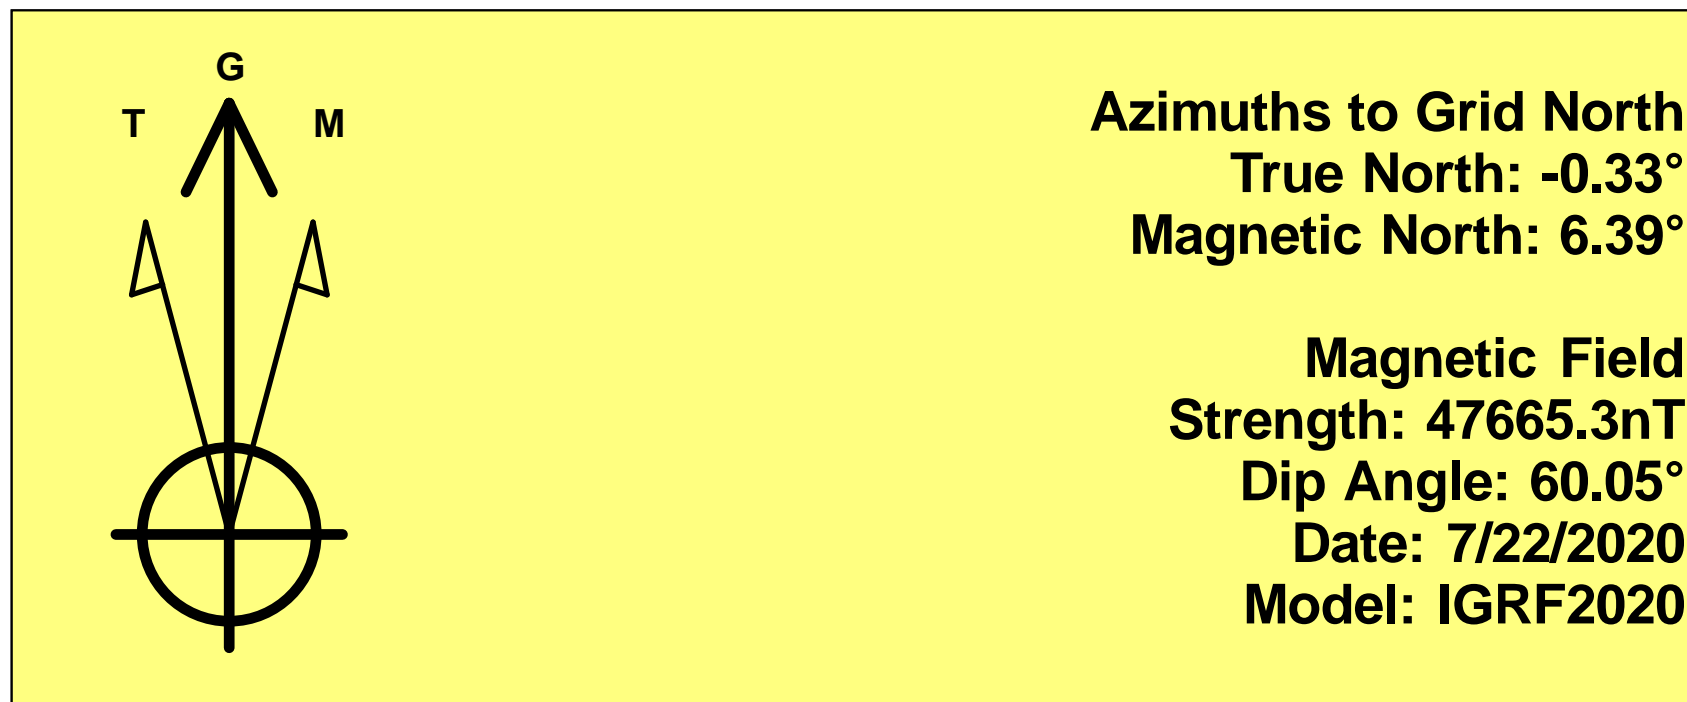 G
T
M
Azimuths to Grid North
True North: -0.33°
Magnetic North: 6.39°
Magnetic Field
Strength: 47665.3nT
Dip Angle: 60.05°
Date: 7/22/2020
Model: IGRF2020